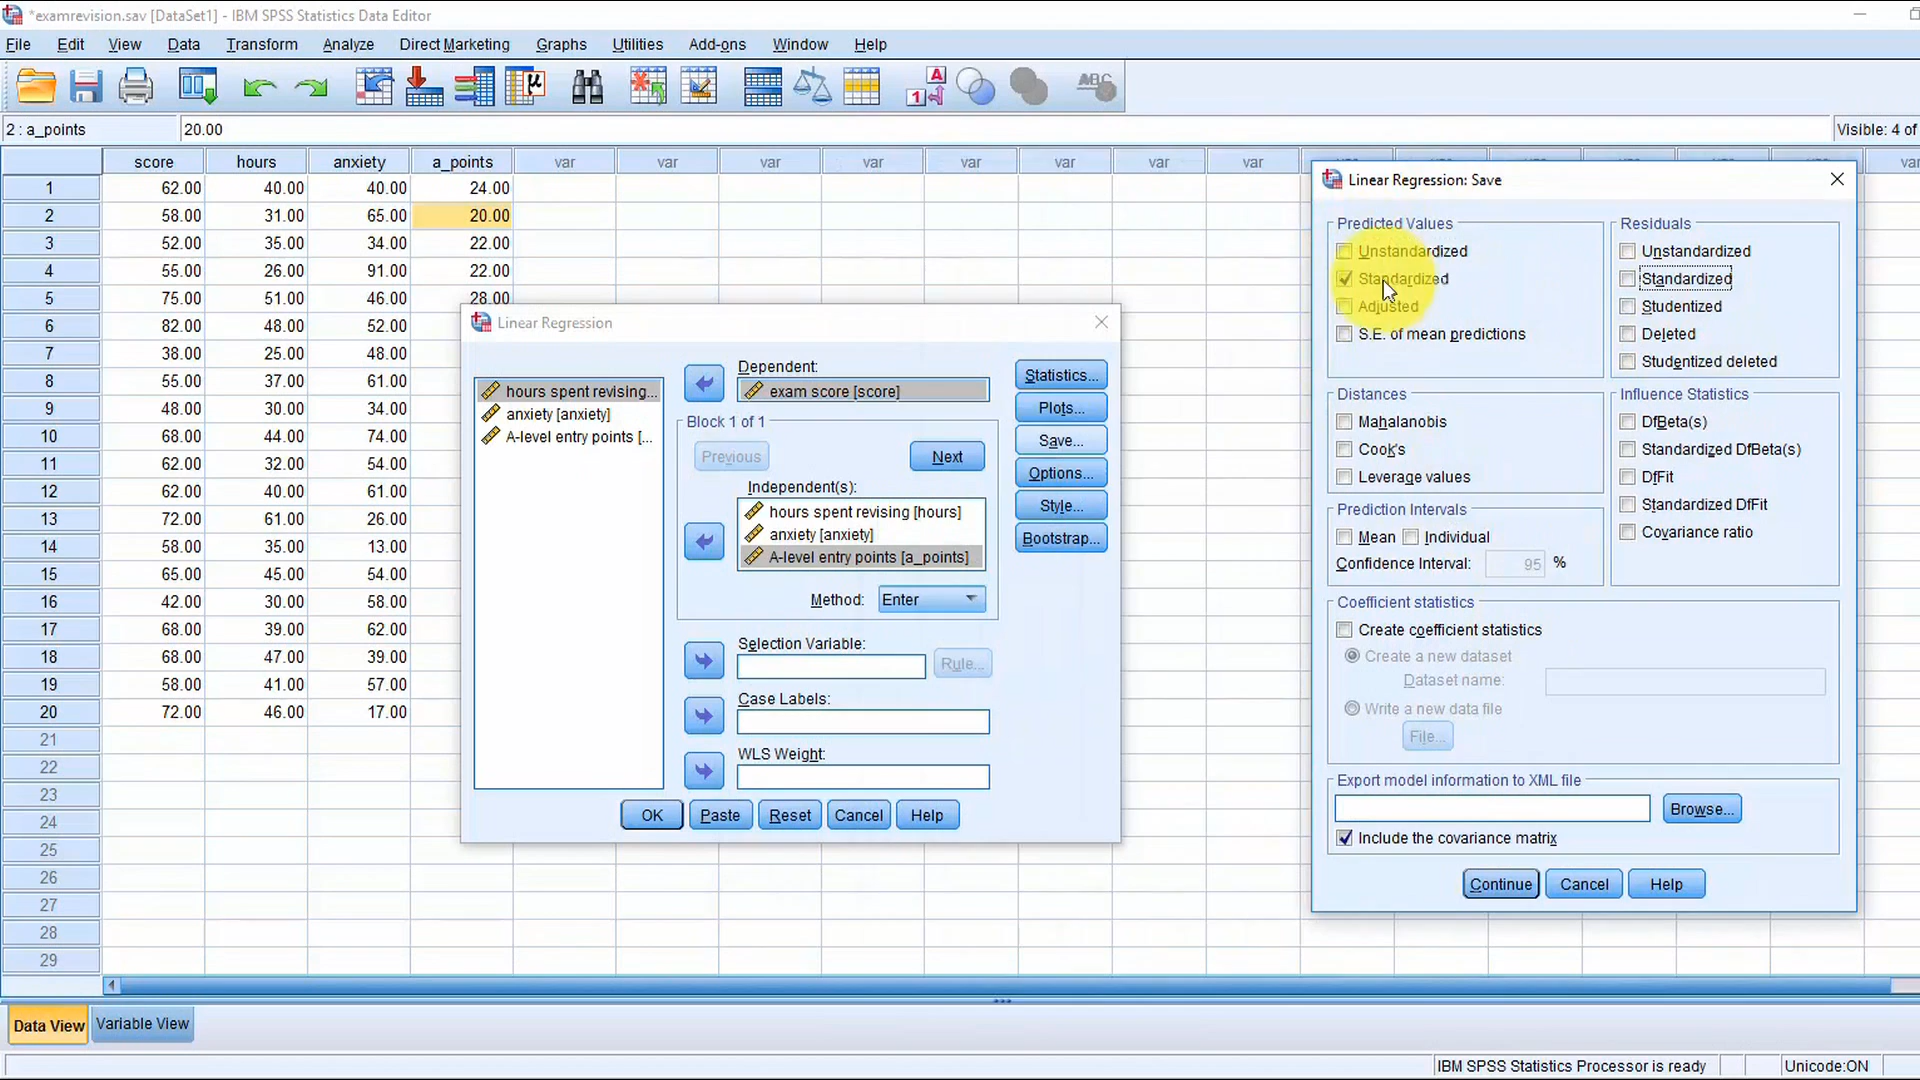 *examrevision.sav [DataSet1] - IBM SPSS Statistics Data Editor
File Edit View Data Transform Analyze Direct Marketing Graphs Utilities Add-ons Window Help
2 : a_points 20.00 Visible: 4 of
score hours anxiety a_points var var var var var var var var
1 62.00 40.00 40.00 24.00
2 58.00 31.00 65.00 20.00
3 52.00 35.00 34.00 22.00
4 55.00 26.00 91.00 22.00
5 75.00 51.00 46.00 28.00
6 82.00 48.00 52.00
7 38.00 25.00 48.00
8 55.00 37.00 61.00
9 48.00 30.00 34.00
10 68.00 44.00 74.00
11 62.00 32.00 54.00
12 62.00 40.00 61.00
13 72.00 61.00 26.00
14 58.00 35.00 13.00
15 65.00 45.00 54.00
16 42.00 30.00 58.00
17 68.00 39.00 62.00
18 68.00 47.00 39.00
19 58.00 41.00 57.00
20 72.00 46.00 17.00
21
22
23
24
25
26
27
28
29
Linear Regression
hours spent revising...
anxiety [anxiety]
A-level entry points [...
Dependent:
exam score [score]
Block 1 of 1
Previous Next
Independent(s):
hours spent revising [hours]
anxiety [anxiety]
A-level entry points [a_points]
Method: Enter
Selection Variable:
Rule...
Case Labels:
WLS Weight:
Statistics...
Plots...
Save...
Options...
Style...
Bootstrap...
OK Paste Reset Cancel Help
Linear Regression: Save
Predicted Values
Unstandardized
Standardized
Adjusted
S.E. of mean predictions
Residuals
Unstandardized
Standardized
Studentized
Deleted
Studentized deleted
Distances
Mahalanobis
Cook's
Leverage values
Influence Statistics
DfBeta(s)
Standardized DfBeta(s)
DfFit
Standardized DfFit
Covariance ratio
Prediction Intervals
Mean Individual
Confidence Interval: 95 %
Coefficient statistics
Create coefficient statistics
Create a new dataset
Dataset name:
Write a new data file
File...
Export model information to XML file
Browse...
Include the covariance matrix
Continue Cancel Help
Data View Variable View
IBM SPSS Statistics Processor is ready Unicode:ON